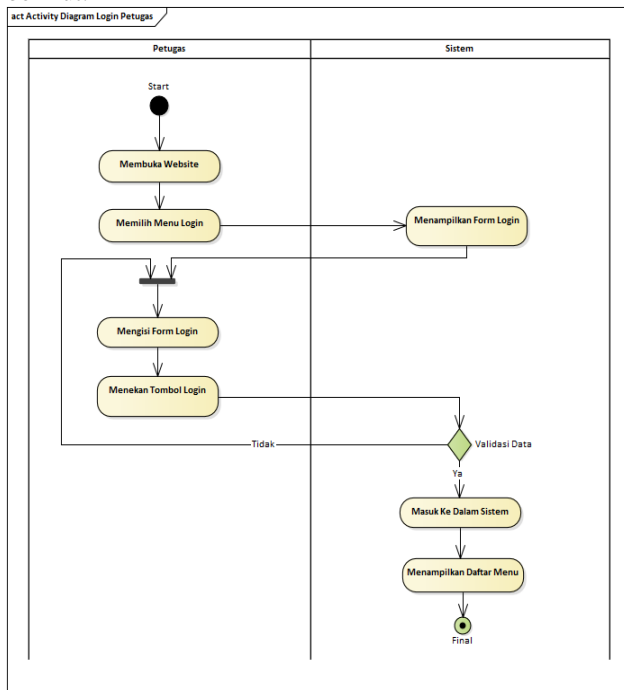 act Activity Diagram Login Petugas
Petugas
Sistem
Start
Membuka Website
Memilih Menu Login
Menampilkan Form Login
Mengisi Form Login
Menekan Tombol Login
Tidak
Validasi Data
Ya
Masuk Ke Dalam Sistem
Menampilkan Daftar Menu
Final